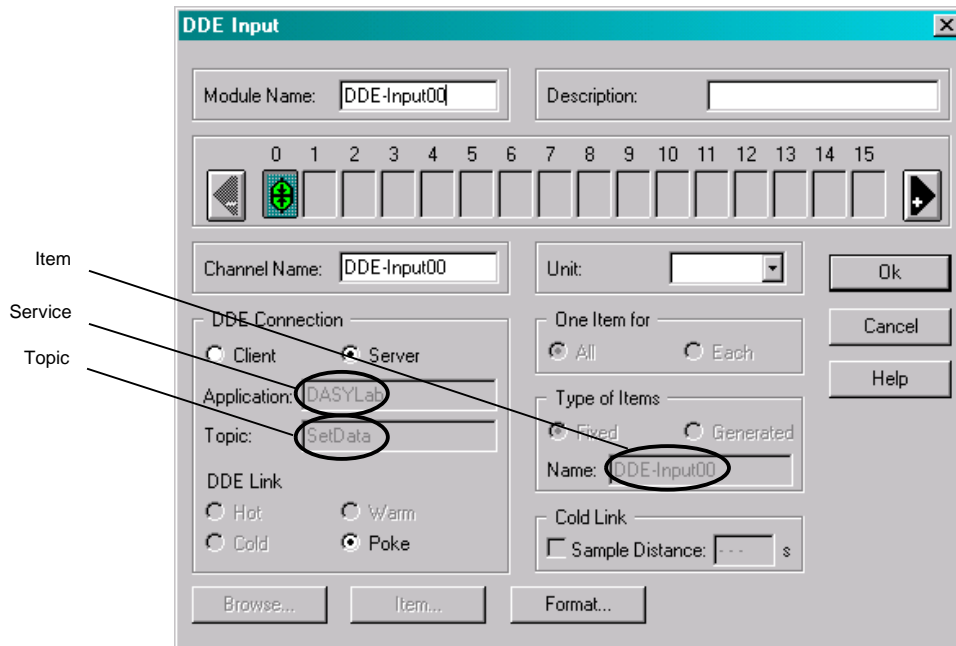 DDE Input
Module Name: DDE-Input00
Description:
0 1 2 3 4 5 6 7 8 9 10 11 12 13 14 15
Channel Name: DDE-Input00
Unit:
Ok
Cancel
Help
Item
Service
Topic
DDE Connection
Client Server
Application: DASYLab
Topic: SetData
DDE Link
Hot Warm
Cold Poke
One Item for
All Each
Type of Items
Fixed Generated
Name: DDE-Input00
Cold Link
Sample Distance: --- s
Browse... Item... Format...